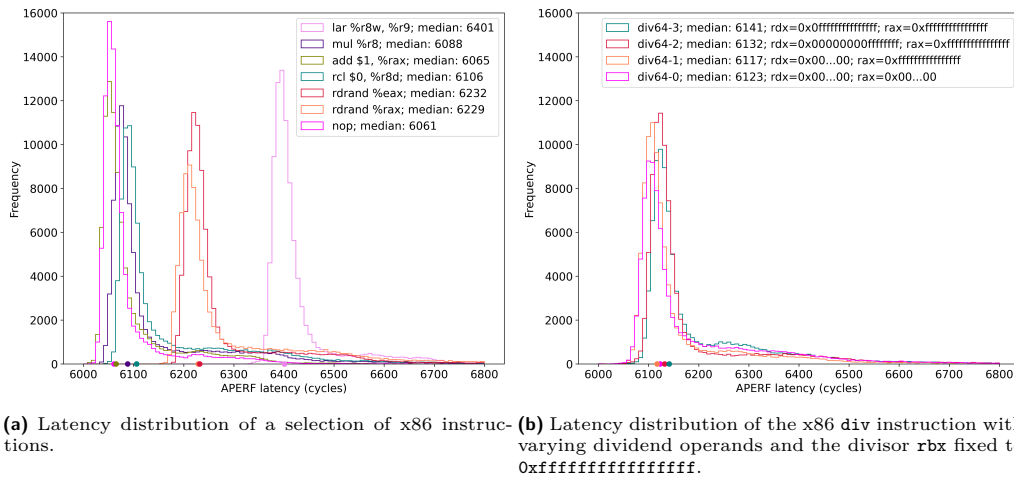 16000
14000
12000
10000
8000
6000
4000
2000
0
Frequency
6000 6100 6200 6300 6400 6500 6600 6700 6800
APERF latency (cycles)
lar %r8w, %r9; median: 6401
mul %r8; median: 6088
add $1, %rax; median: 6065
rcl $0, %r8d; median: 6106
rdrand %eax; median: 6232
rdrand %rax; median: 6229
nop; median: 6061
(a) Latency distribution of a selection of x86 instruc-
tions.
16000
14000
12000
10000
8000
6000
4000
2000
0
Frequency
6000 6100 6200 6300 6400 6500 6600 6700 6800
APERF latency (cycles)
div64-3; median: 6141; rdx=0x0fffffffffffffff; rax=0xffffffffffffffff
div64-2; median: 6132; rdx=0x00000000ffffffff; rax=0xffffffffffffffff
div64-1; median: 6117; rdx=0x00...00; rax=0xffffffffffffffff
div64-0; median: 6123; rdx=0x00...00; rax=0x00...00
(b) Latency distribution of the x86 div instruction with
varying dividend operands and the divisor rbx fixed t
0xffffffffffffffff.